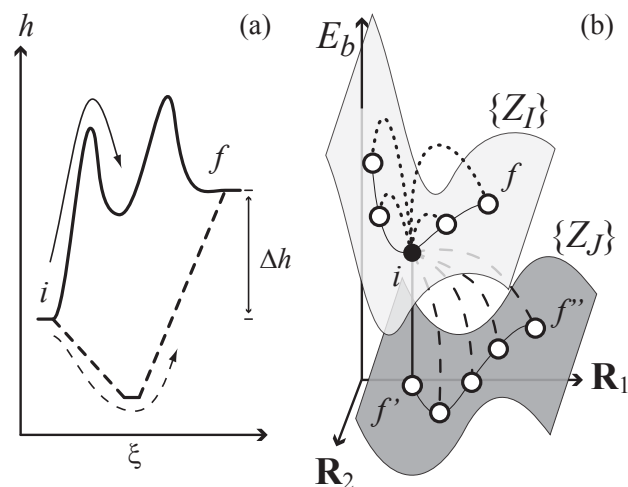 h
(a)
f
i
Δh
ξ
E_b
(b)
{Z_I}
f
i
{Z_J}
f''
f'
R_1
R_2